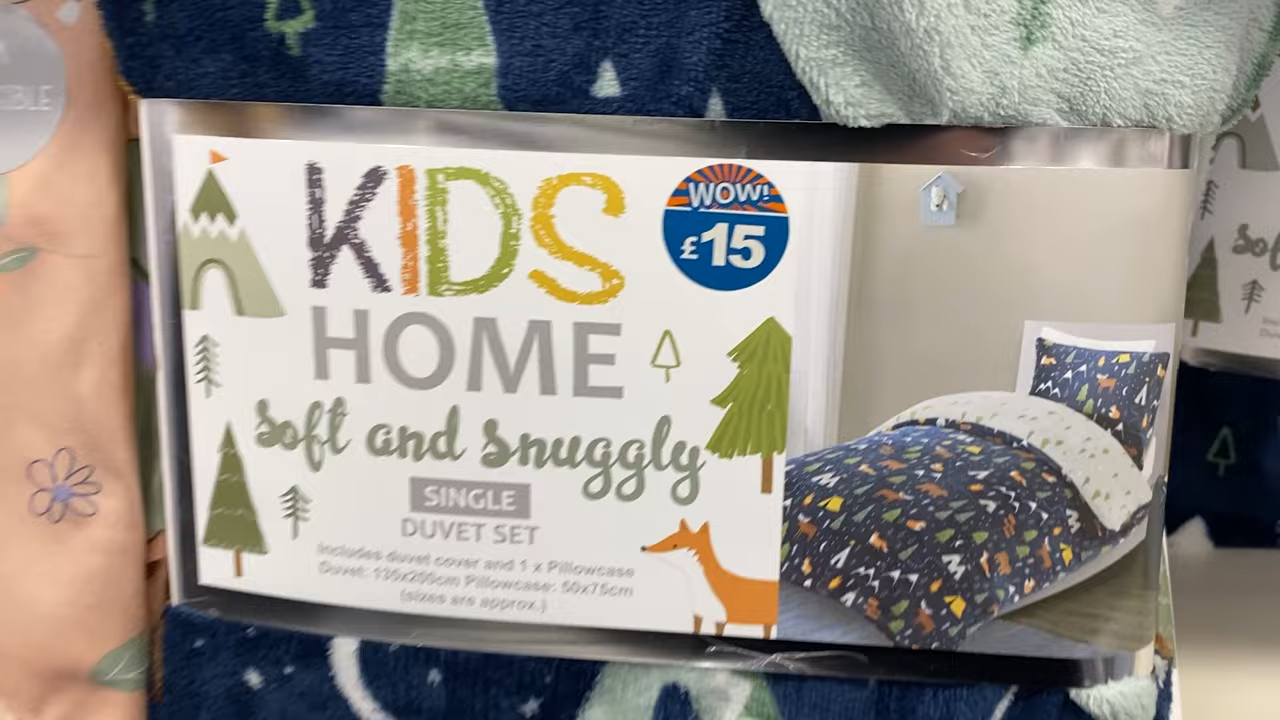 KIDS
HOME
WOW!
£15
soft and snuggly
SINGLE
DUVET SET
Includes duvet cover and 1 x Pillowcase
Duvet: 135x200cm Pillowcase: 50x75cm
(sizes are approx.)